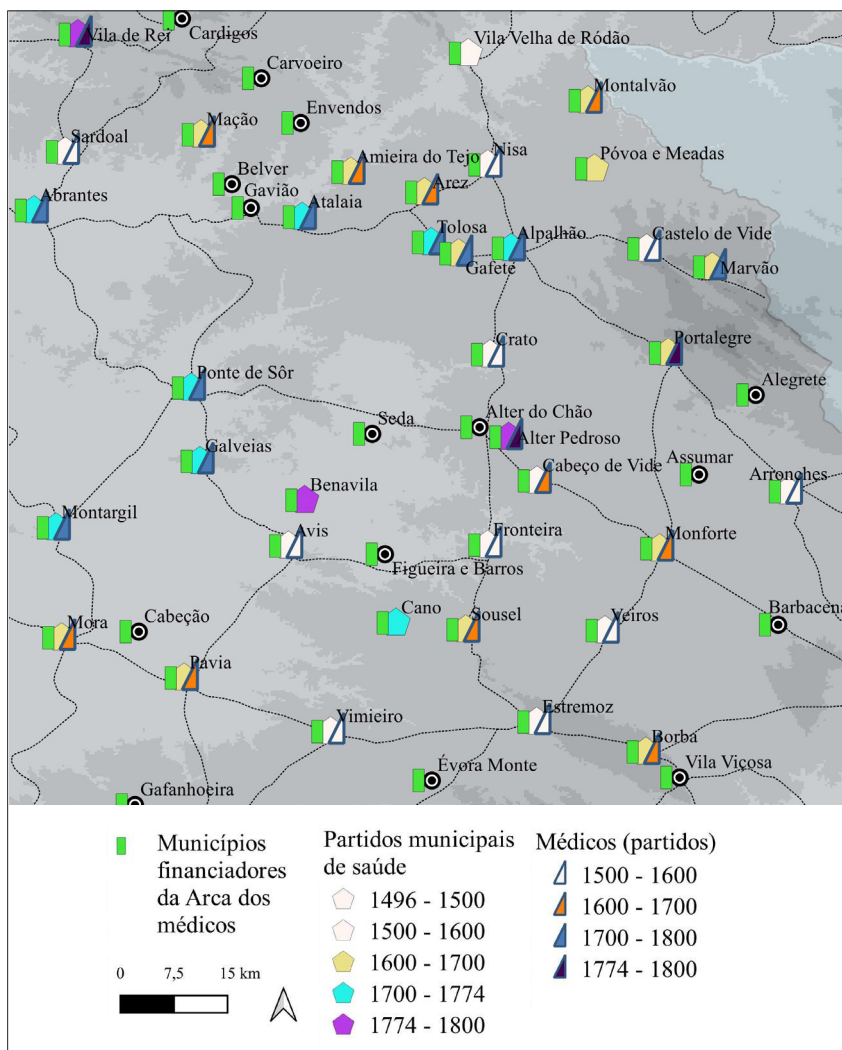 Vila de Rei
Cardigos
Vila Velha de Ródão
Carvoeiro
Montalvão
Envendos
Mação
Sardoal
Amieira do Tejo
Nisa
Póvoa e Meadas
Belver
Arez
Abrantes
Gavião
Atalaia
Tolosa
Alpalhão
Castelo de Vide
Gafete
Marvão
Crato
Portalegre
Ponte de Sôr
Alegrete
Seda
Alter do Chão
Alter Pedroso
Galveias
Cabeço de Vide
Assumar
Arronches
Benavila
Montargil
Avis
Fronteira
Monforte
Figueira e Barros
Cano
Sousel
Veiros
Barbacena
Mora
Cabeção
Pavia
Vimieiro
Estremoz
Borba
Évora Monte
Vila Viçosa
Gafanhoeira
Municípios
financiadores
da Arca dos
médicos
0 7,5 15 km
Partidos municipais
de saúde
1496 - 1500
1500 - 1600
1600 - 1700
1700 - 1774
1774 - 1800
Médicos (partidos)
1500 - 1600
1600 - 1700
1700 - 1800
1774 - 1800